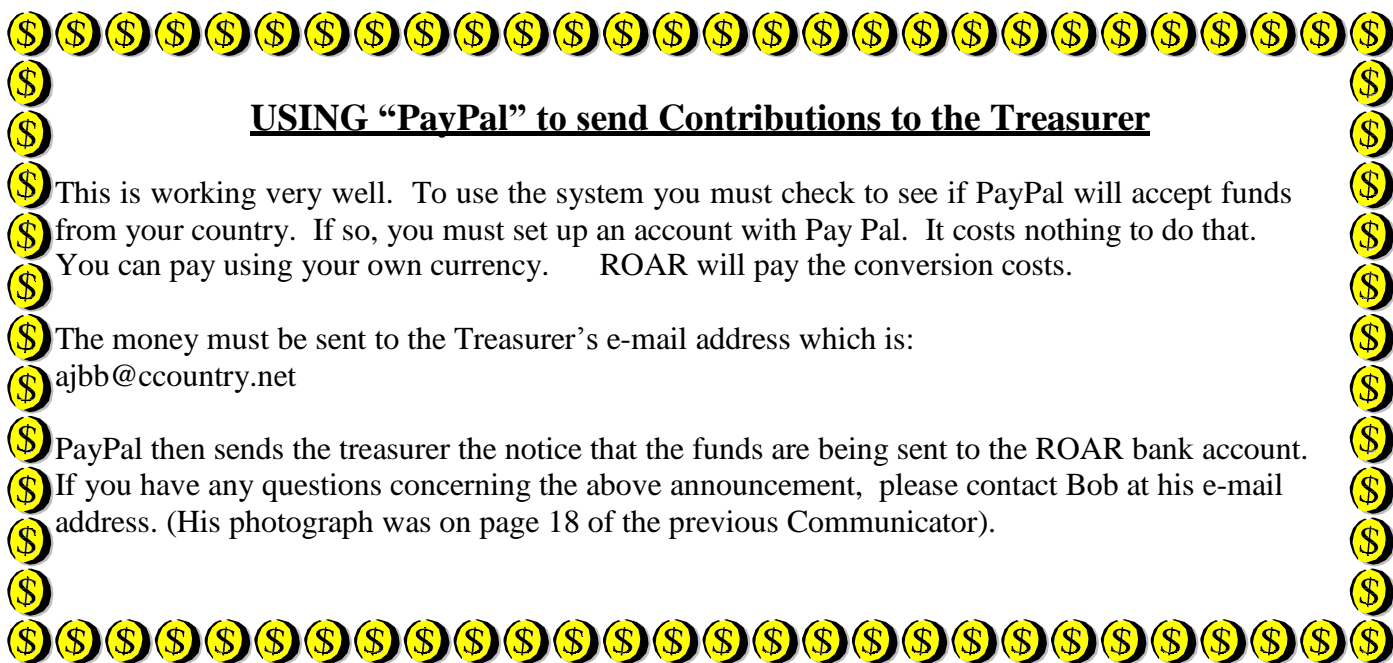 USING “PayPal” to send Contributions to the Treasurer
This is working very well.  To use the system you must check to see if PayPal will accept funds
from your country.  If so, you must set up an account with Pay Pal.  It costs nothing to do that.
You can pay using your own currency.     ROAR will pay the conversion costs.
The money must be sent to the Treasurer’s e-mail address which is:
ajbb@ccountry.net
PayPal then sends the treasurer the notice that the funds are being sent to the ROAR bank account.
If you have any questions concerning the above announcement,  please contact Bob at his e-mail
address. (His photograph was on page 18 of the previous Communicator).